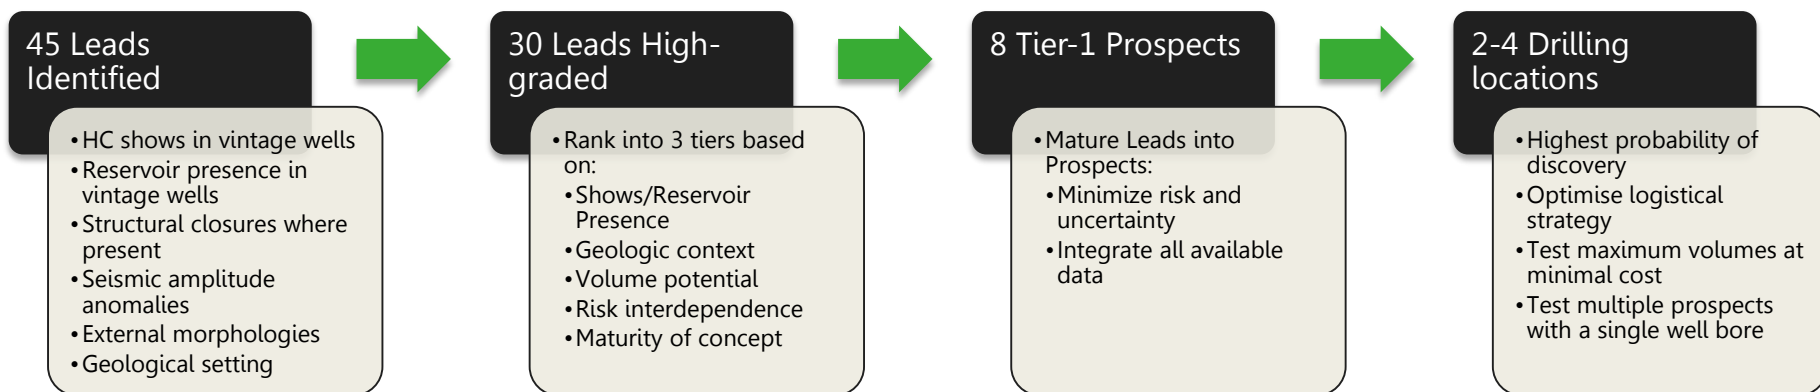 45 Leads
Identified
•HC shows in vintage wells
•Reservoir presence in
vintage wells
•Structural closures where
present
•Seismic amplitude
anomalies
•External morphologies
•Geological setting
30 Leads High-
graded
•Rank into 3 tiers based
on:
•Shows/Reservoir
Presence
•Geologic context
•Volume potential
•Risk interdependence
•Maturity of concept
8 Tier-1 Prospects
•Mature Leads into
Prospects:
•Minimize risk and
uncertainty
•Integrate all available
data
2-4 Drilling
locations
•Highest probability of
discovery
•Optimise logistical
strategy
•Test maximum volumes at
minimal cost
•Test multiple prospects
with a single well bore